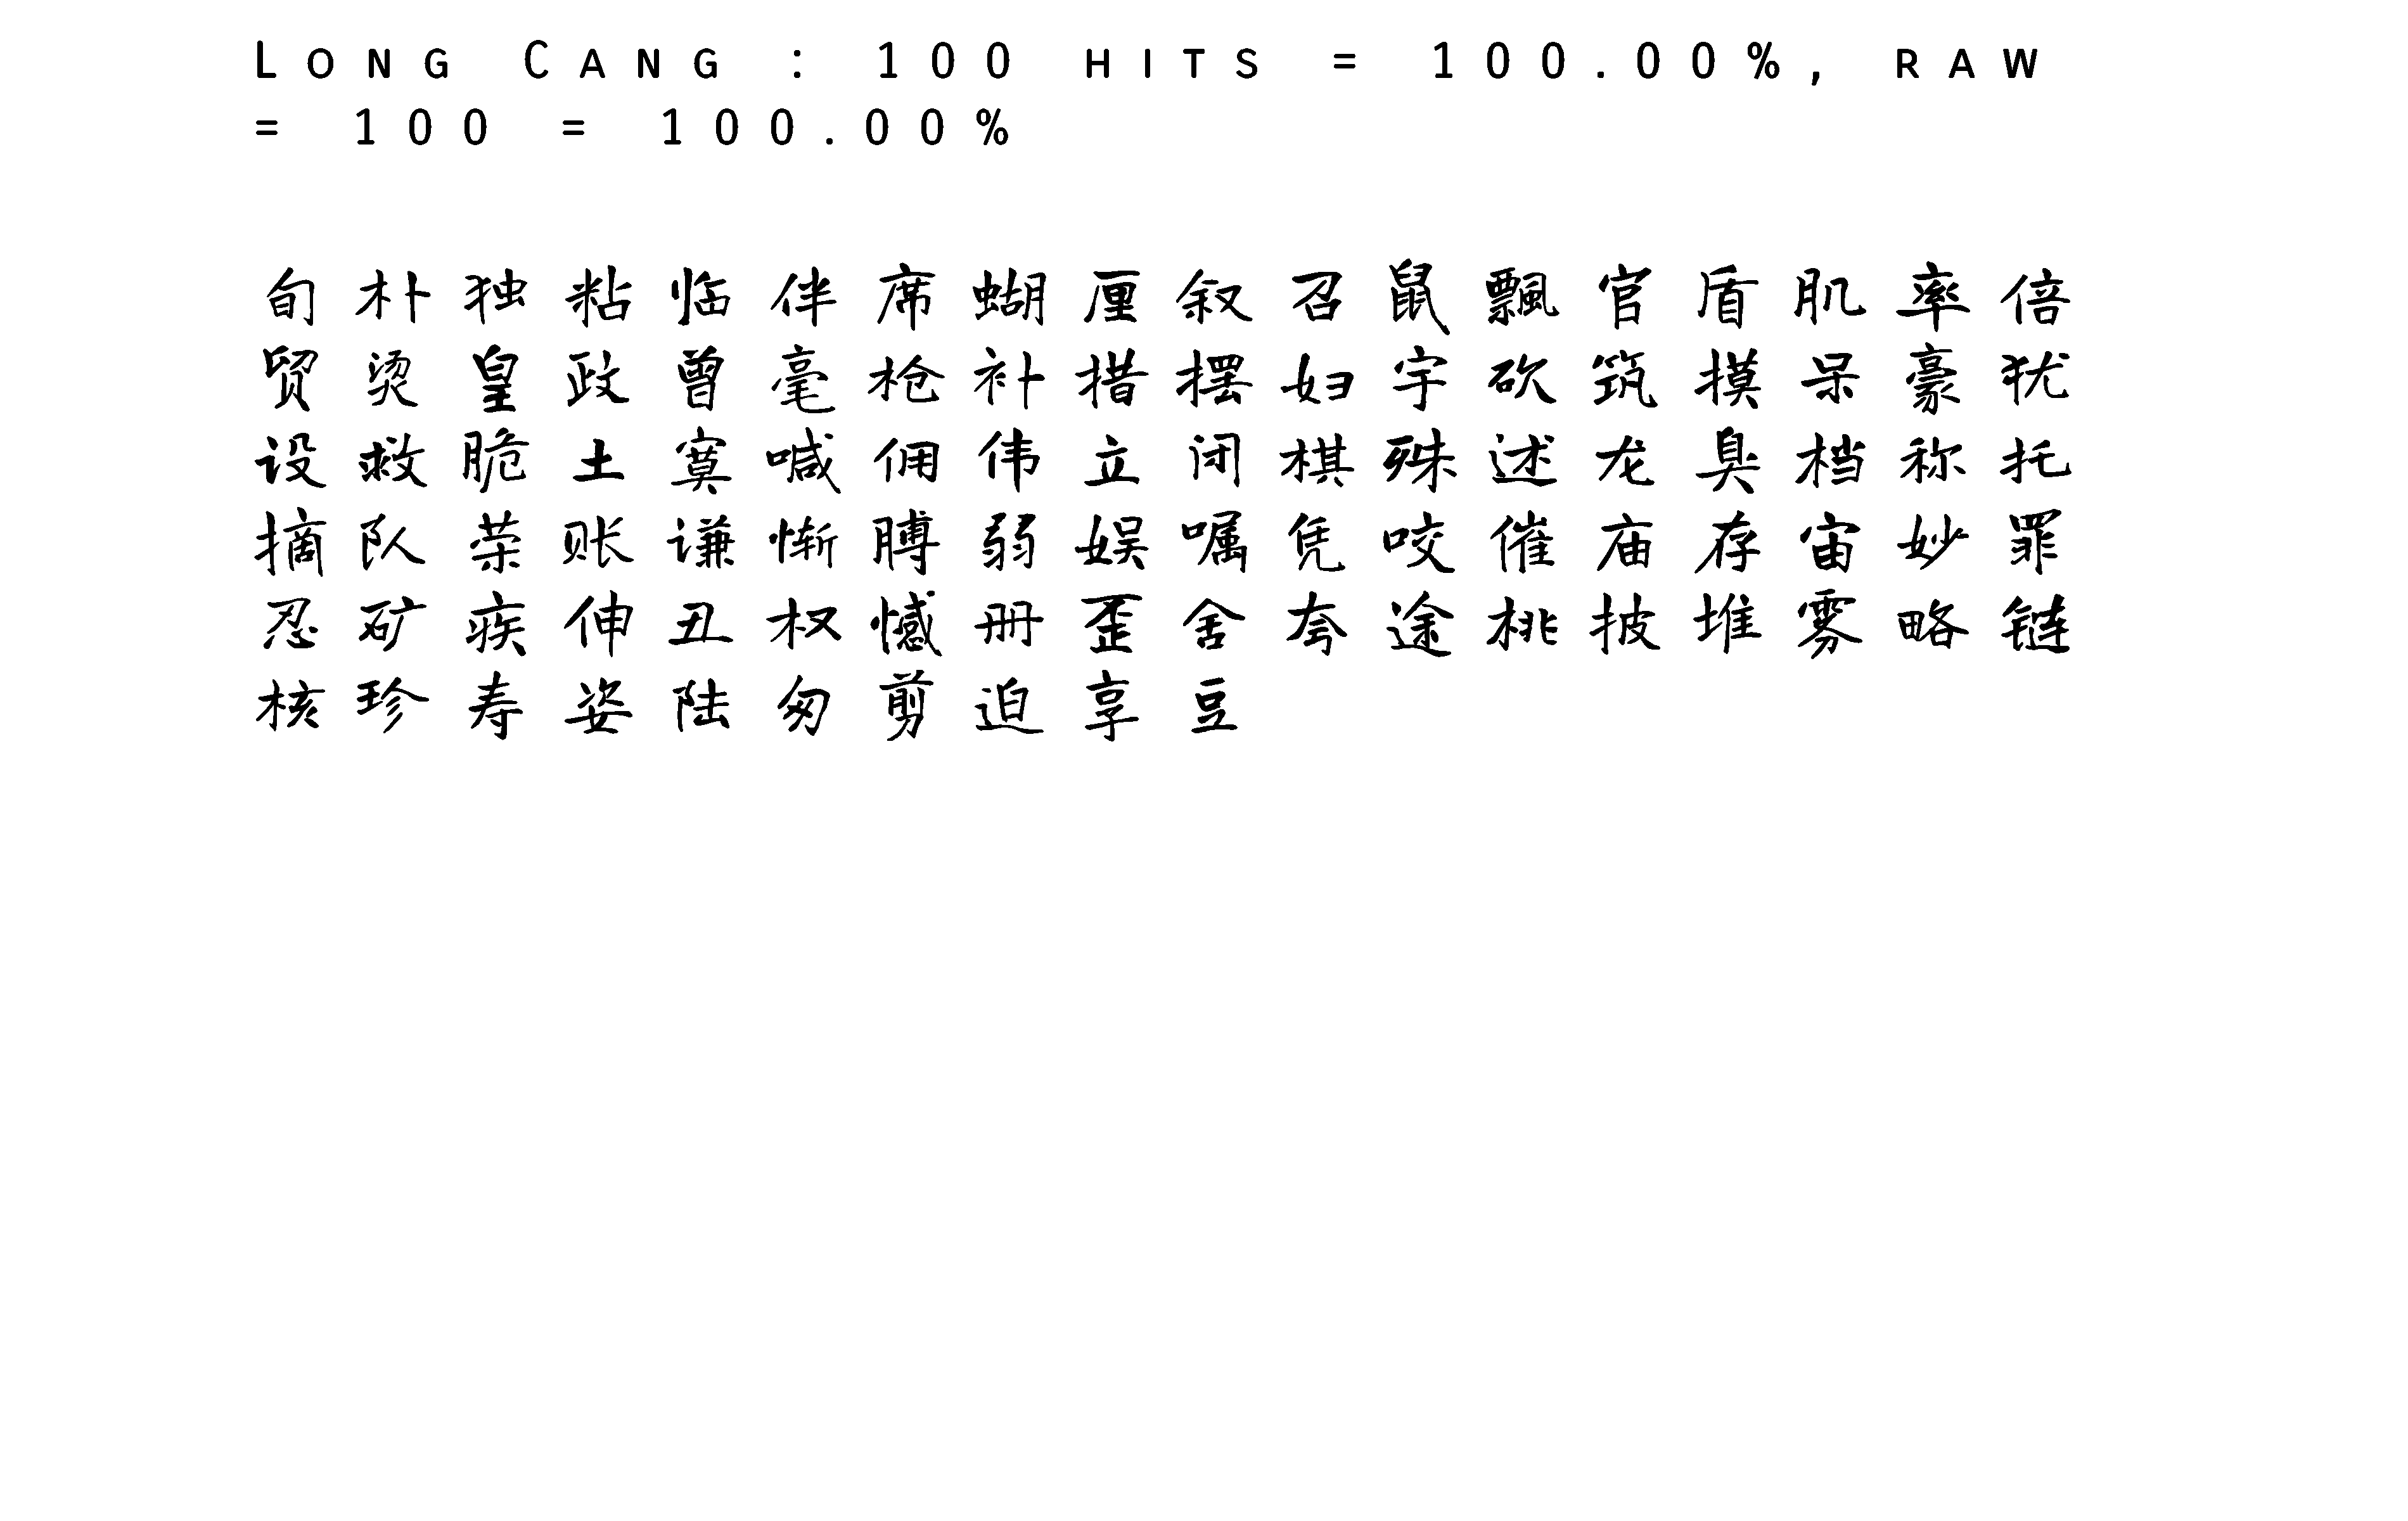 Long Cang : 100 hits = 100.00%, raw
= 100 = 100.00%
旬朴独粘临伴席蝴厘叙召鼠飘官盾肌率倍
贸烫皇政曾毫枪补措摆妇宇砍筑摸呆豪犹
设救脆土寞喊佣伟立闭棋殊述龙臭档称托
摘队荣账谦惭膊弱娱嘱凭咬催庙存宙妙罪
忍矿疾伸丑权憾册歪舍夸途桃披堆雾略链
核珍寿姿陆匆剪迫享豆